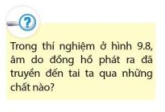 Trong thí nghiệm ở hình 9.8,
âm do đồng hồ phát ra đã
truyền đến tai ta qua những
chất nào?